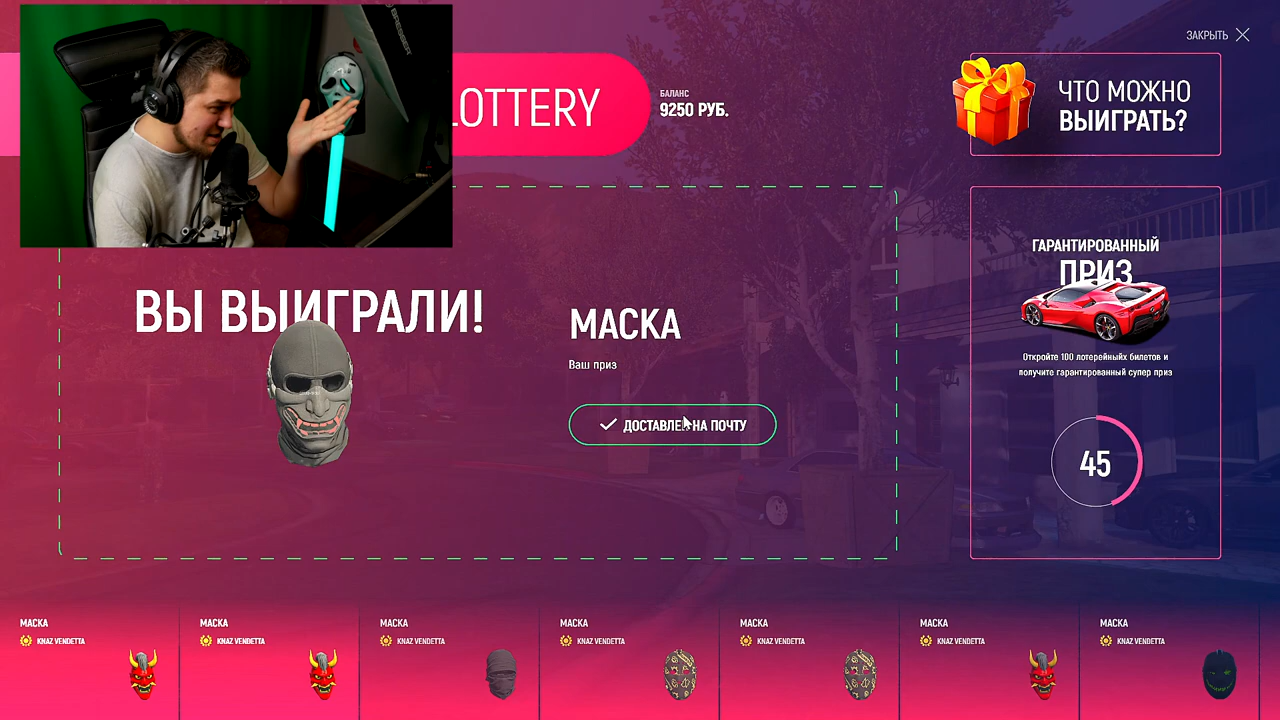 LOTTERY
БАЛАНС
9250 РУБ.
ЗАКРЫТЬ
ЧТО МОЖНО
ВЫИГРАТЬ?
ВЫ ВЫИГРАЛИ!
МАСКА
Ваш приз
ДОСТАВЛЕН НА ПОЧТУ
ГАРАНТИРОВАННЫЙ
ПРИЗ
Откройте 100 лотерейных билетов и
получите гарантированный супер приз
45
МАСКА
KNAZ VENDETTA
МАСКА
KNAZ VENDETTA
МАСКА
KNAZ VENDETTA
МАСКА
KNAZ VENDETTA
МАСКА
KNAZ VENDETTA
МАСКА
KNAZ VENDETTA
МАСКА
KNAZ VENDETTA